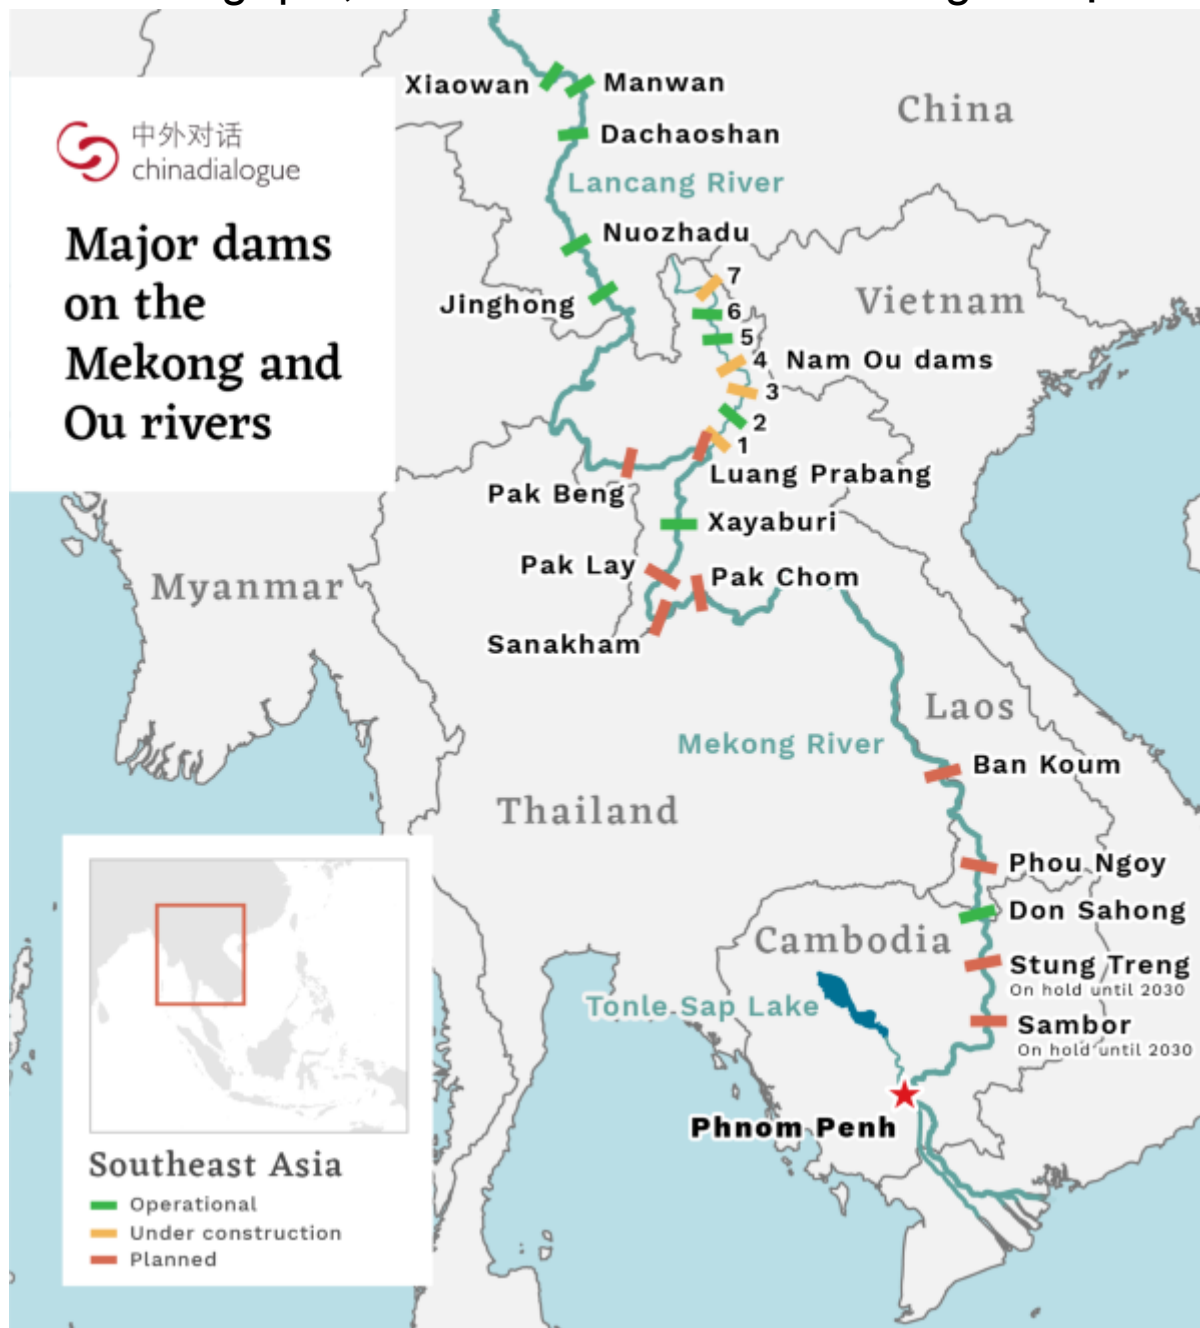 Xiaowan
Manwan
China
Dachaoshan
中外对话
chinadialogue
Lancang River
Major dams
on the
Mekong and
Ou rivers
Nuozhadu
7
Vietnam
Jinghong
6
5
4
Nam Ou dams
3
2
1
Luang Prabang
Pak Beng
Xayaburi
Pak Lay
Pak Chom
Myanmar
Sanakham
Laos
Mekong River
Ban Koum
Thailand
Phou Ngoy
Don Sahong
Cambodia
Stung Treng
On hold until 2030
Tonle Sap Lake
Sambor
On hold until 2030
Phnom Penh
Southeast Asia
Operational
Under construction
Planned